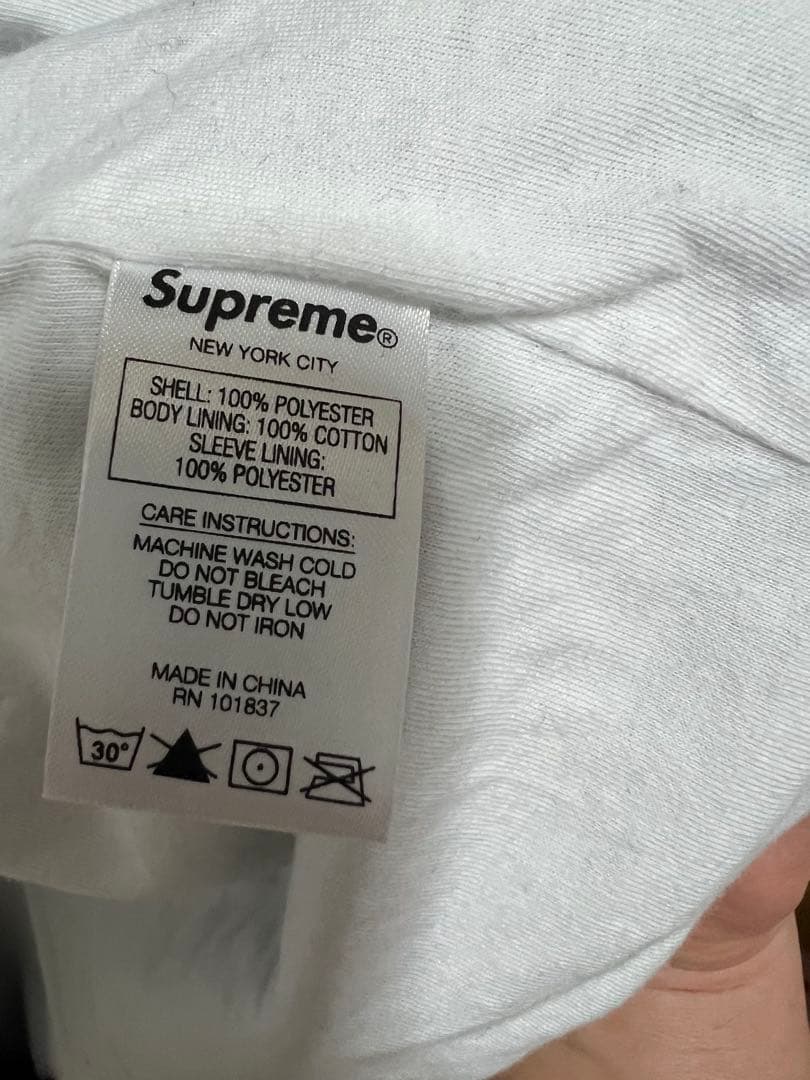 Supreme®
NEW YORK CITY
SHELL: 100% POLYESTER
BODY LINING: 100% COTTON
SLEEVE LINING:
100% POLYESTER
CARE INSTRUCTIONS:
MACHINE WASH COLD
DO NOT BLEACH
TUMBLE DRY LOW
DO NOT IRON
MADE IN CHINA
RN 101837
30°